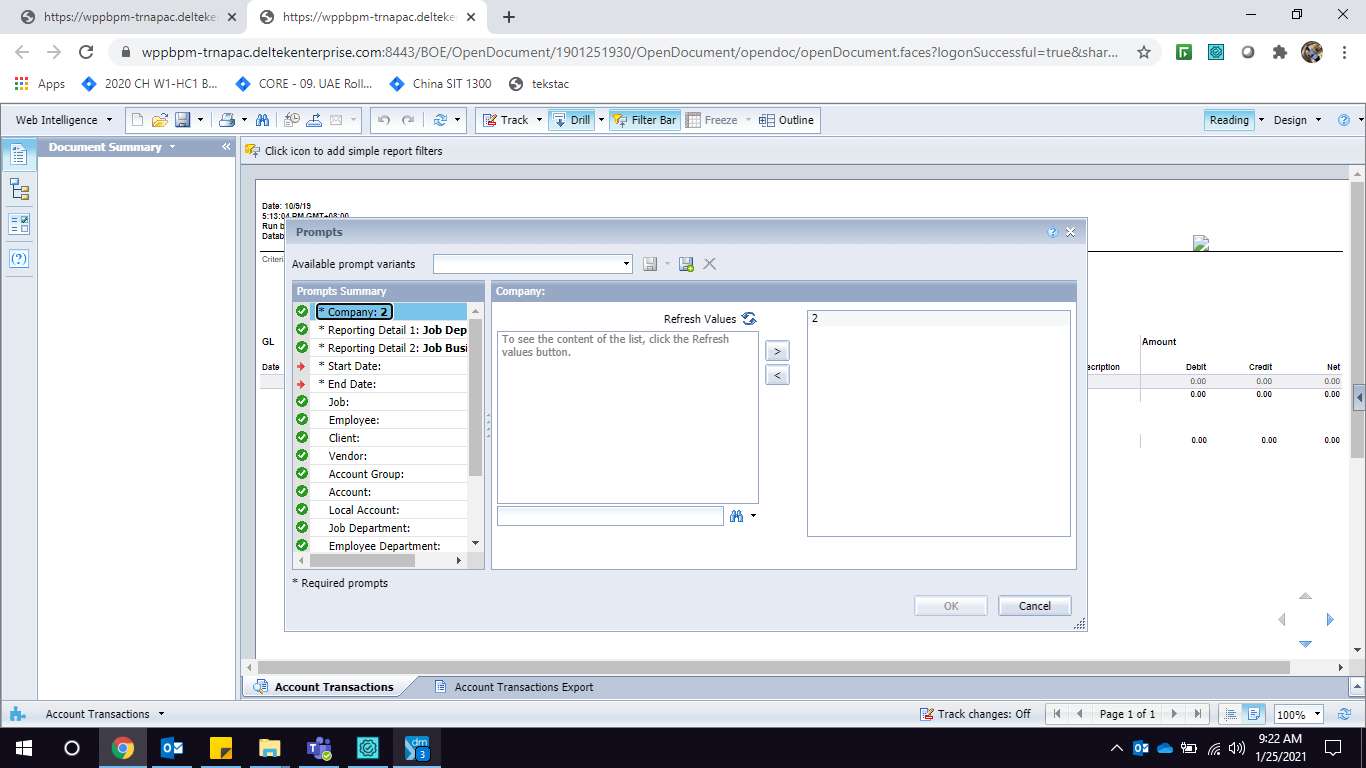 https://wppbpm-trnapac.delteke
https://wppbpm-trnapac.delteke
wppbpm-trnapac.deltekenterprise.com:8443/BOE/OpenDocument/1901251930/OpenDocument/opendoc/openDocument.faces?logonSuccessful=true&shar...
Apps
2020 CH W1-HC1 B...
CORE - 09. UAE Roll...
China SIT 1300
tekstac
Web Intelligence
Track
Drill
Filter Bar
Freeze
Outline
Reading
Design
Document Summary
Click icon to add simple report filters
Date: 10/9/19
5:13:04 PM GMT+08:00
Run b
Datab
Criteri
Prompts
Available prompt variants
Prompts Summary
* Company: 2
* Reporting Detail 1: Job Dep
* Reporting Detail 2: Job Busi
* Start Date:
* End Date:
Job:
Employee:
Client:
Vendor:
Account Group:
Account:
Local Account:
Job Department:
Employee Department:
Company:
Refresh Values
To see the content of the list, click the Refresh
values button.
>
<
2
* Required prompts
OK
Cancel
GL
Amount
Date
scription
Debit
Credit
Net
0.00
0.00
0.00
0.00
0.00
0.00
0.00
0.00
0.00
Account Transactions
Account Transactions Export
Account Transactions
Track changes: Off
Page 1 of 1
100%
dm
3
9:22 AM
1/25/2021